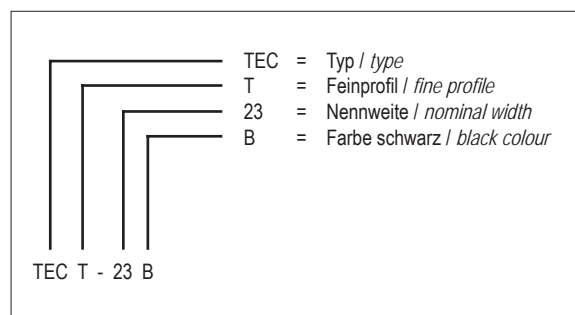 TEC = Typ / type
T = Feinprofil / fine profile
23 = Nennweite / nominal width
B = Farbe schwarz / black colour
TEC T - 23 B